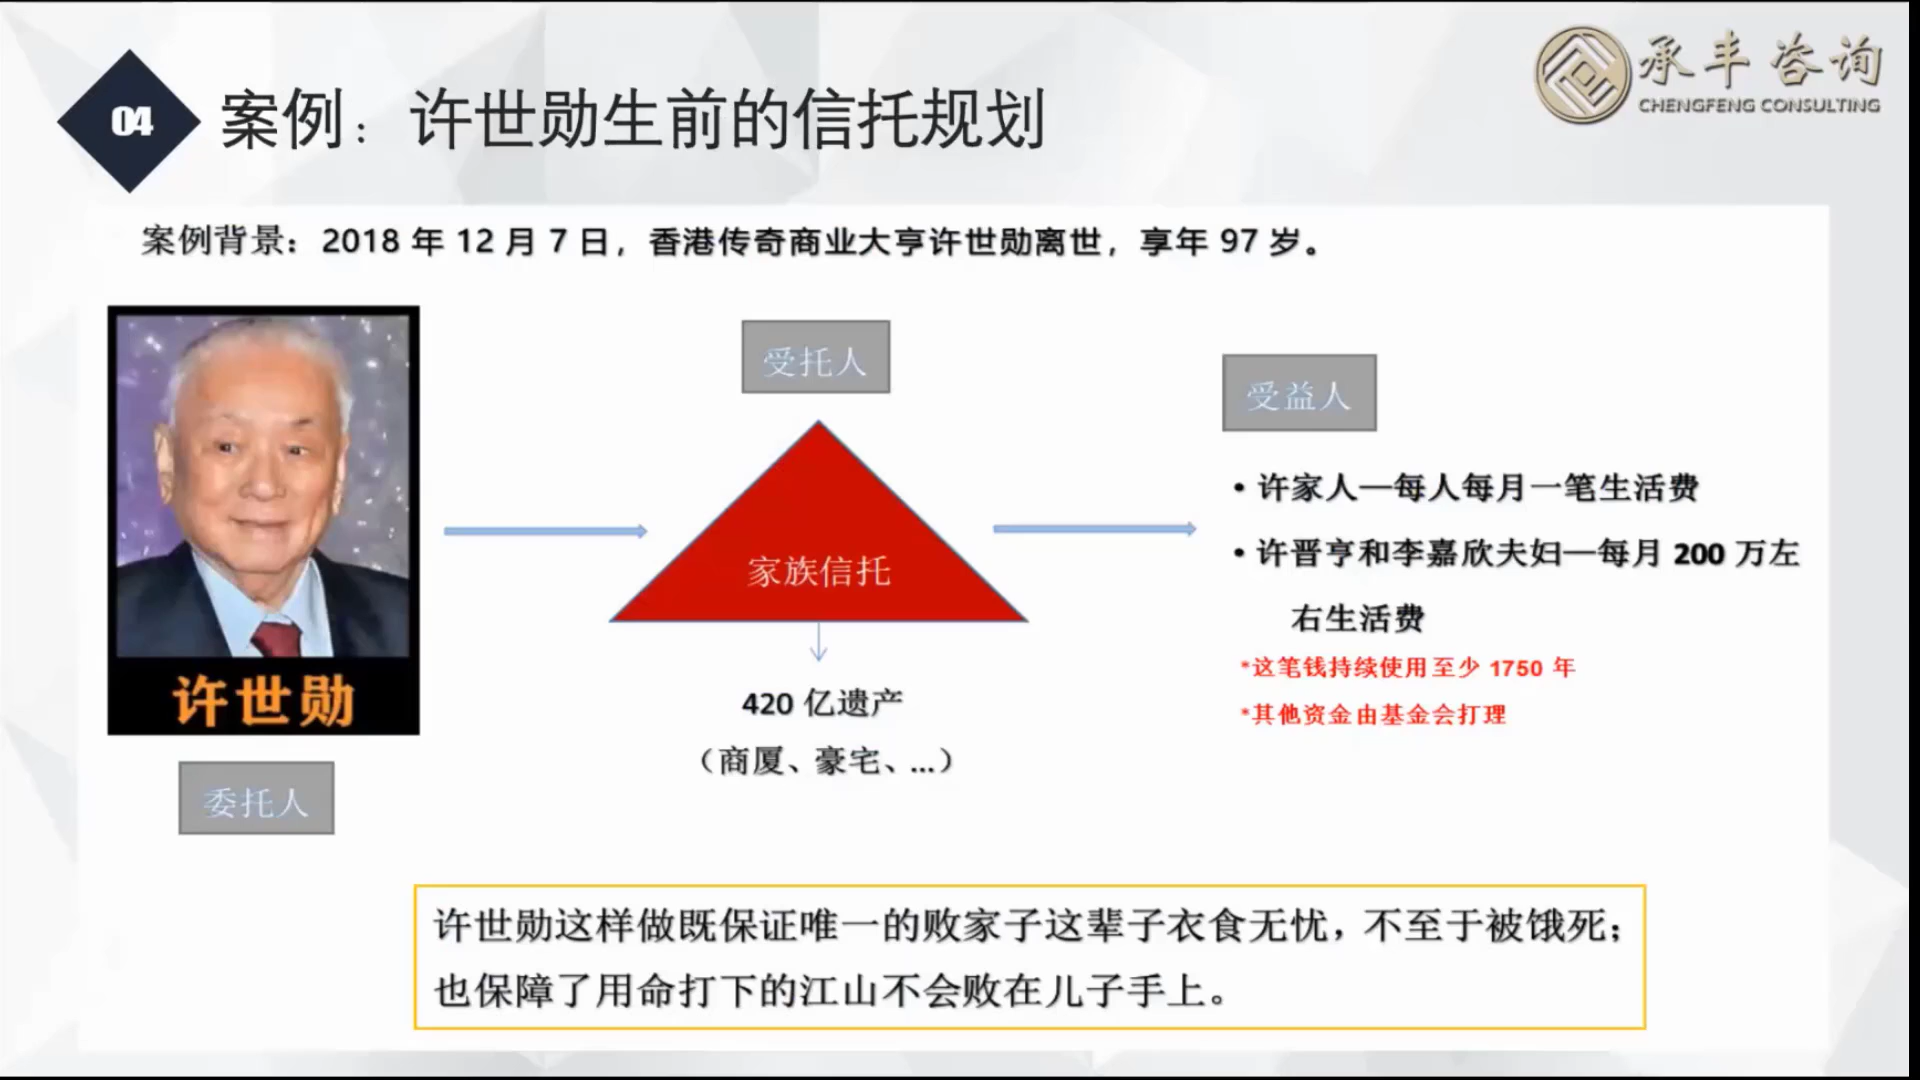 04
案例：许世勋生前的信托规划
承丰咨询
CHENGFENG CONSULTING
案例背景：2018 年 12 月 7 日，香港传奇商业大亨许世勋离世，享年 97 岁。
许世勋
委托人
受托人
家族信托
420 亿遗产
（商厦、豪宅、...）
受益人
• 许家人—每人每月一笔生活费
• 许晋亨和李嘉欣夫妇—每月 200 万左
右生活费
*这笔钱持续使用至少 1750 年
*其他资金由基金会打理
许世勋这样做既保证唯一的败家子这辈子衣食无忧，不至于被饿死；
也保障了用命打下的江山不会败在儿子手上。